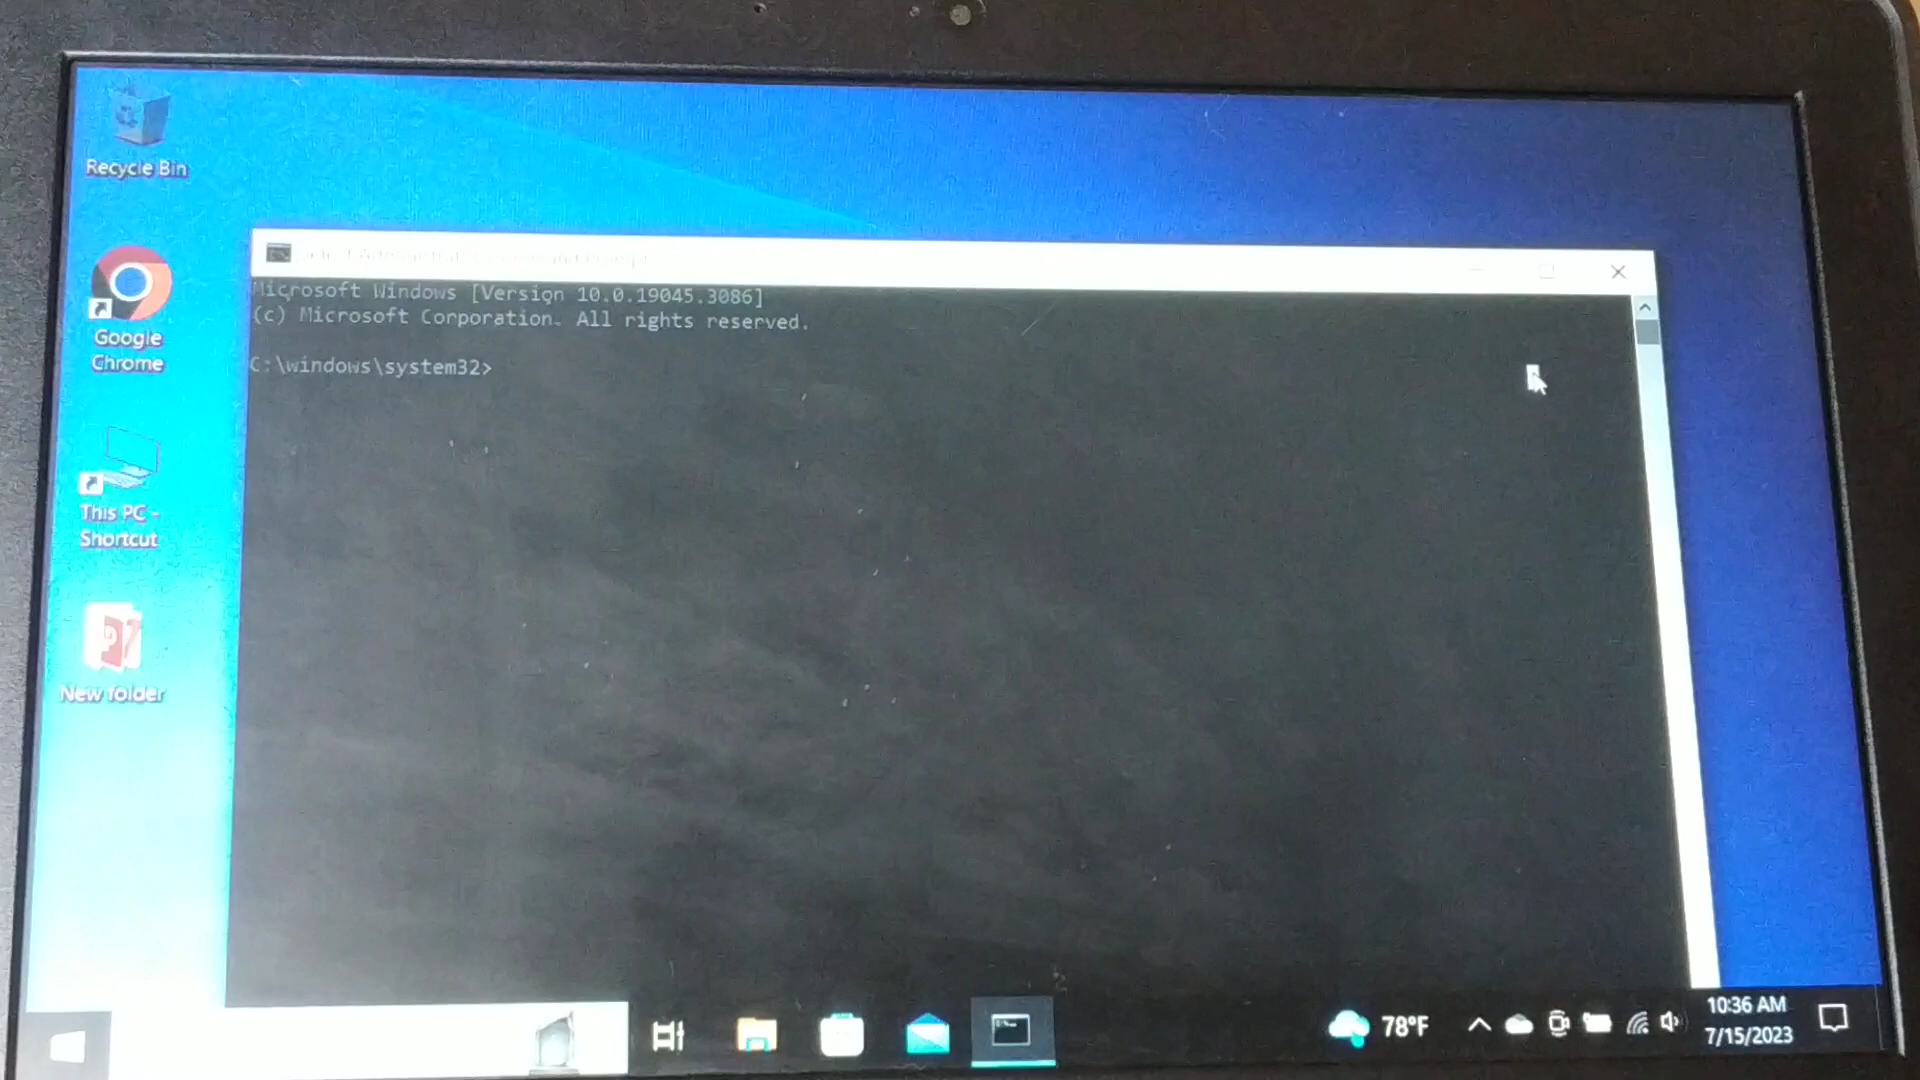 Recycle Bin
Google
Chrome
This PC -
Shortcut
New folder
Microsoft Windows [Version 10.0.19045.3086]
(c) Microsoft Corporation. All rights reserved.
C:\windows\system32>
78°F
10:36 AM
7/15/2023